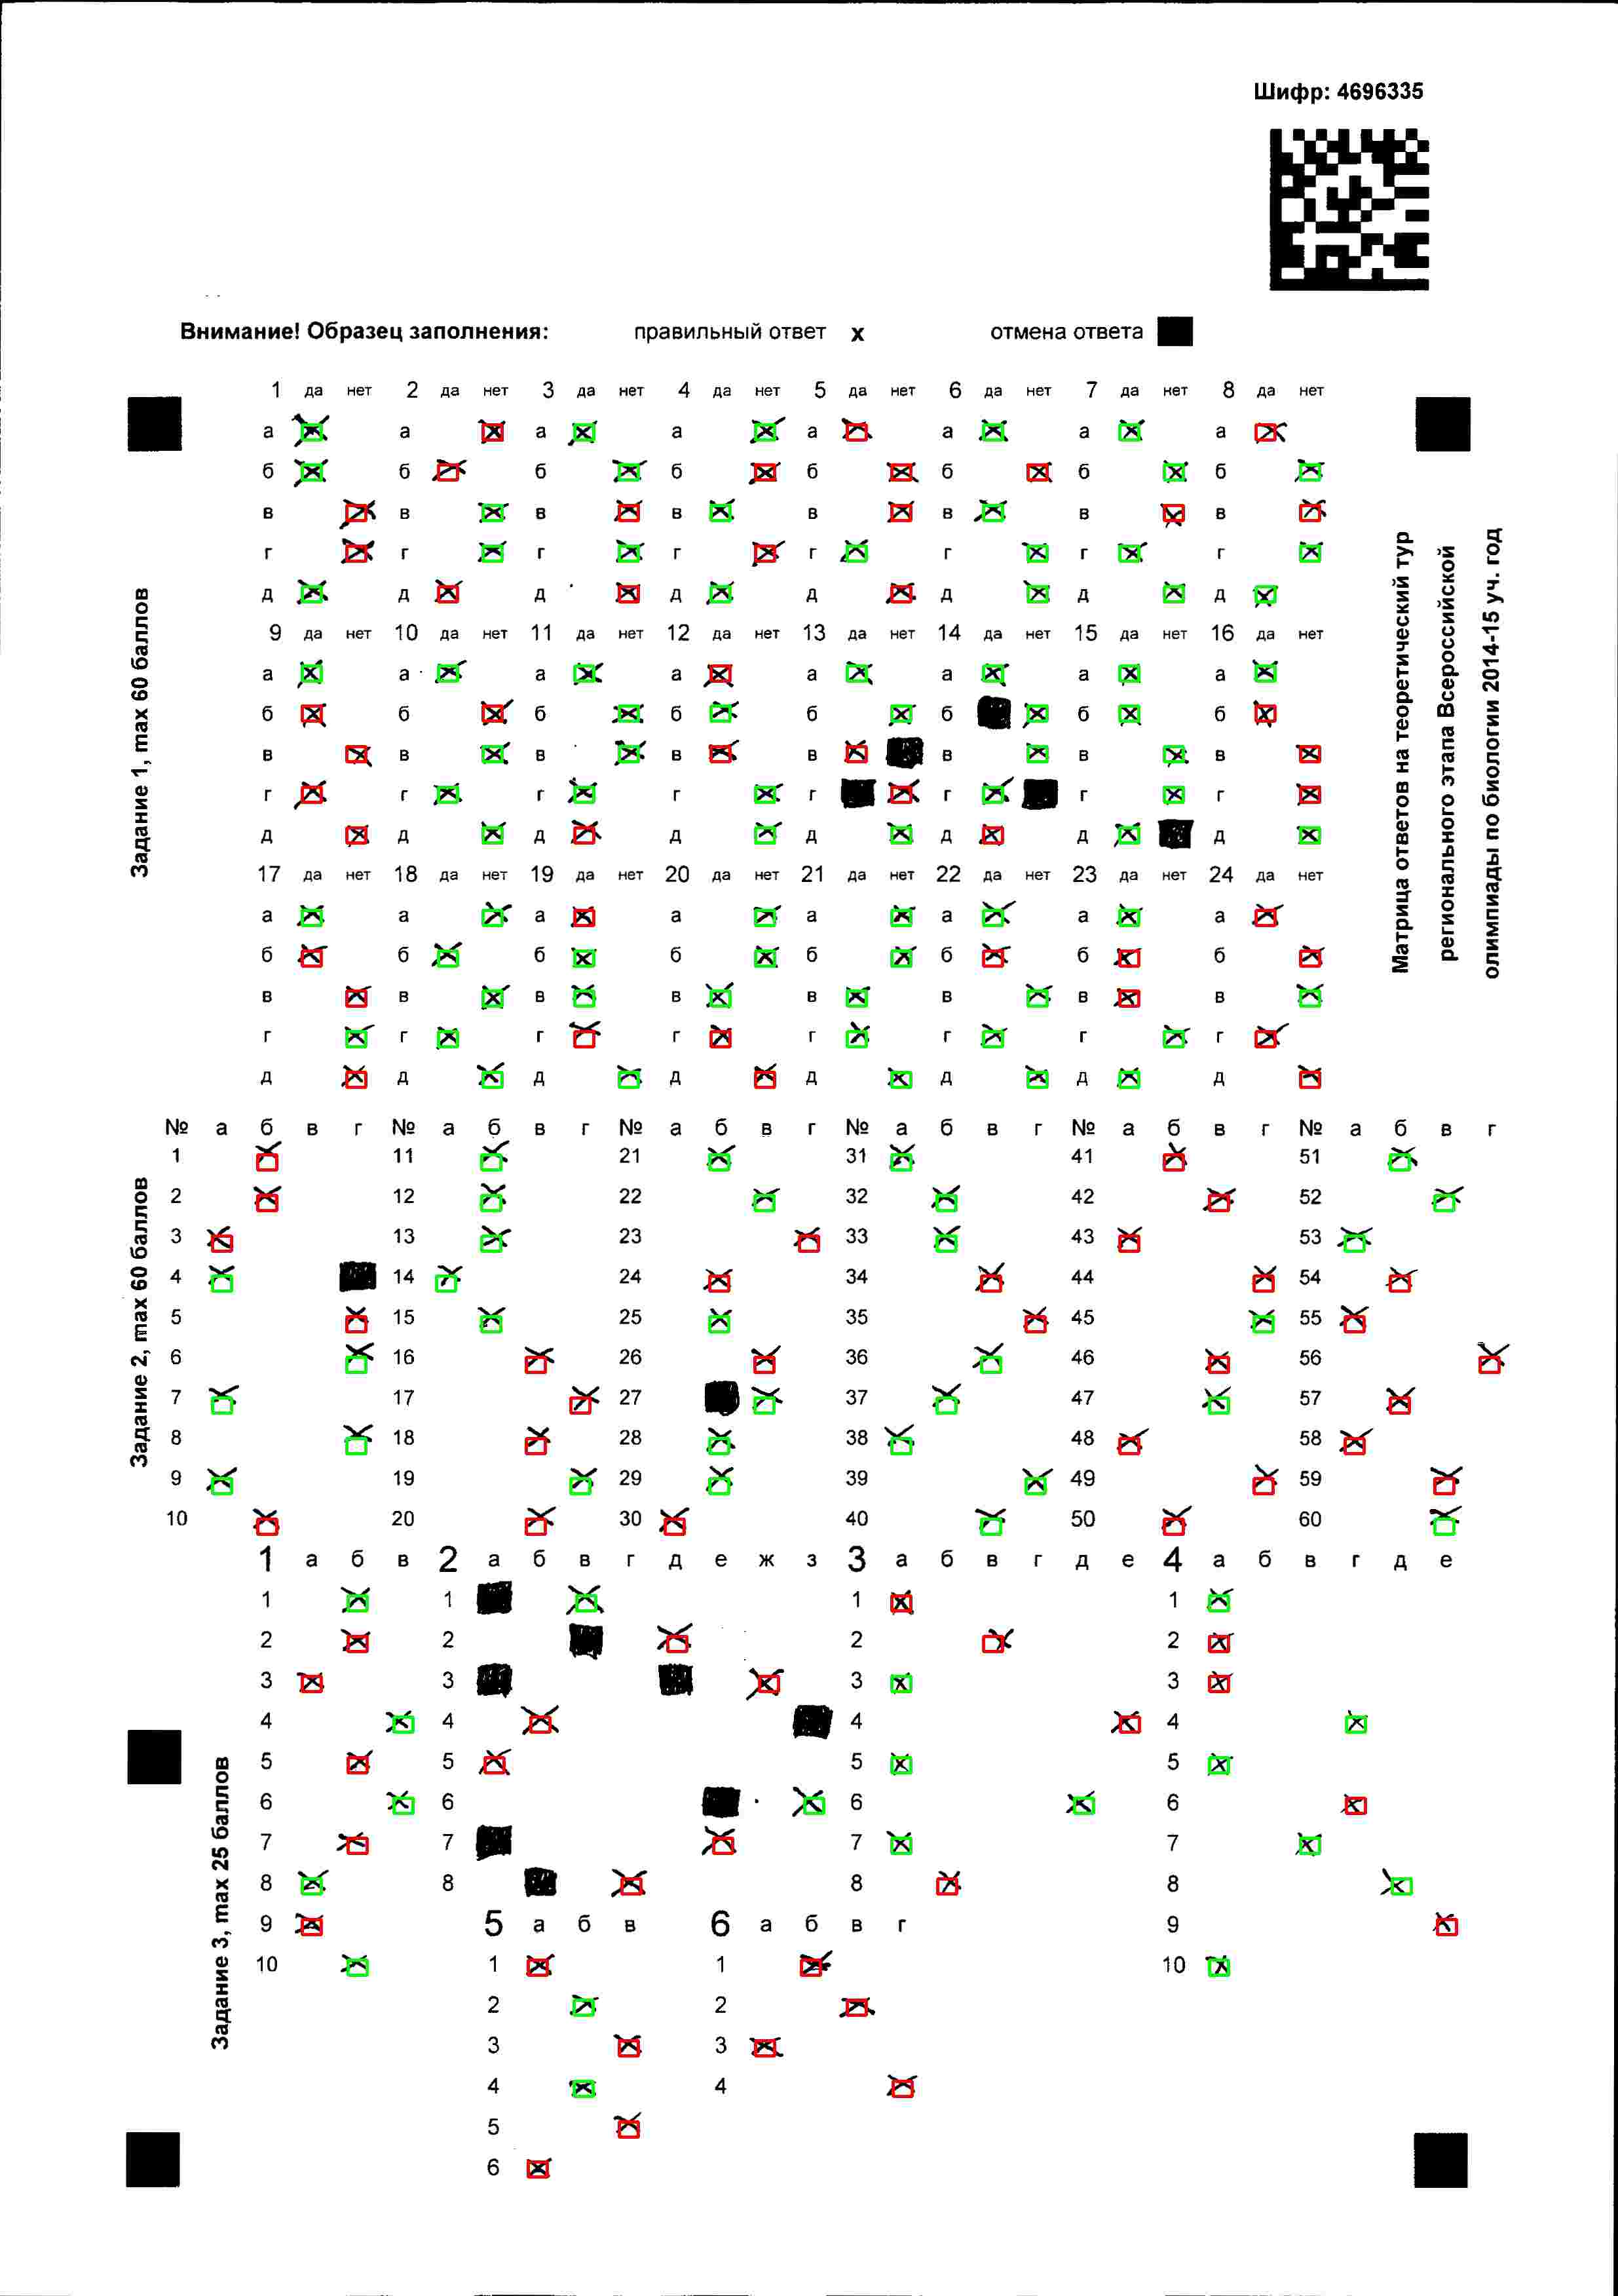 Шифр: 4696335
Внимание! Образец заполнения: правильный ответ х отмена ответа
1 да нет 2 да нет 3 да нет 4 да нет 5 да нет 6 да нет 7 да нет 8 да нет
а а а а а а а а
б б б б б б б б
в в в в в в в в
г г г г г г г г
д д д д д д д д
9 да нет 10 да нет 11 да нет 12 да нет 13 да нет 14 да нет 15 да нет 16 да нет
а а а а а а а а
б б б б б б б б
в в в в в в в в
г г г г г г г г
д д д д д д д д
17 да нет 18 да нет 19 да нет 20 да нет 21 да нет 22 да нет 23 да нет 24 да нет
а а а а а а а а
б б б б б б б б
в в в в в в в в
г г г г г г г г
д д д д д д д д
Задание 1, max 60 баллов
Матрица ответов на теоретический тур
регионального этапа Всероссийской
олимпиады по биологии 2014-15 уч. год
№ а б в г № а б в г № а б в г № а б в г № а б в г № а б в г
1 11 21 31 41 51
2 12 22 32 42 52
3 13 23 33 43 53
4 14 24 34 44 54
5 15 25 35 45 55
6 16 26 36 46 56
7 17 27 37 47 57
8 18 28 38 48 58
9 19 29 39 49 59
10 20 30 40 50 60
Задание 2, max 60 баллов
1 а б в 2 а б в г д е ж з 3 а б в г д е 4 а б в г д е
1 1 1 1
2 2 2 2
3 3 3 3
4 4 4 4
5 5 5 5
6 6 6 6
7 7 7 7
8 8 8 8
9 5 а б в 6 а б в г 9
10 1 1 10
2 2
3 3
4 4
5
6
Задание 3, max 25 баллов